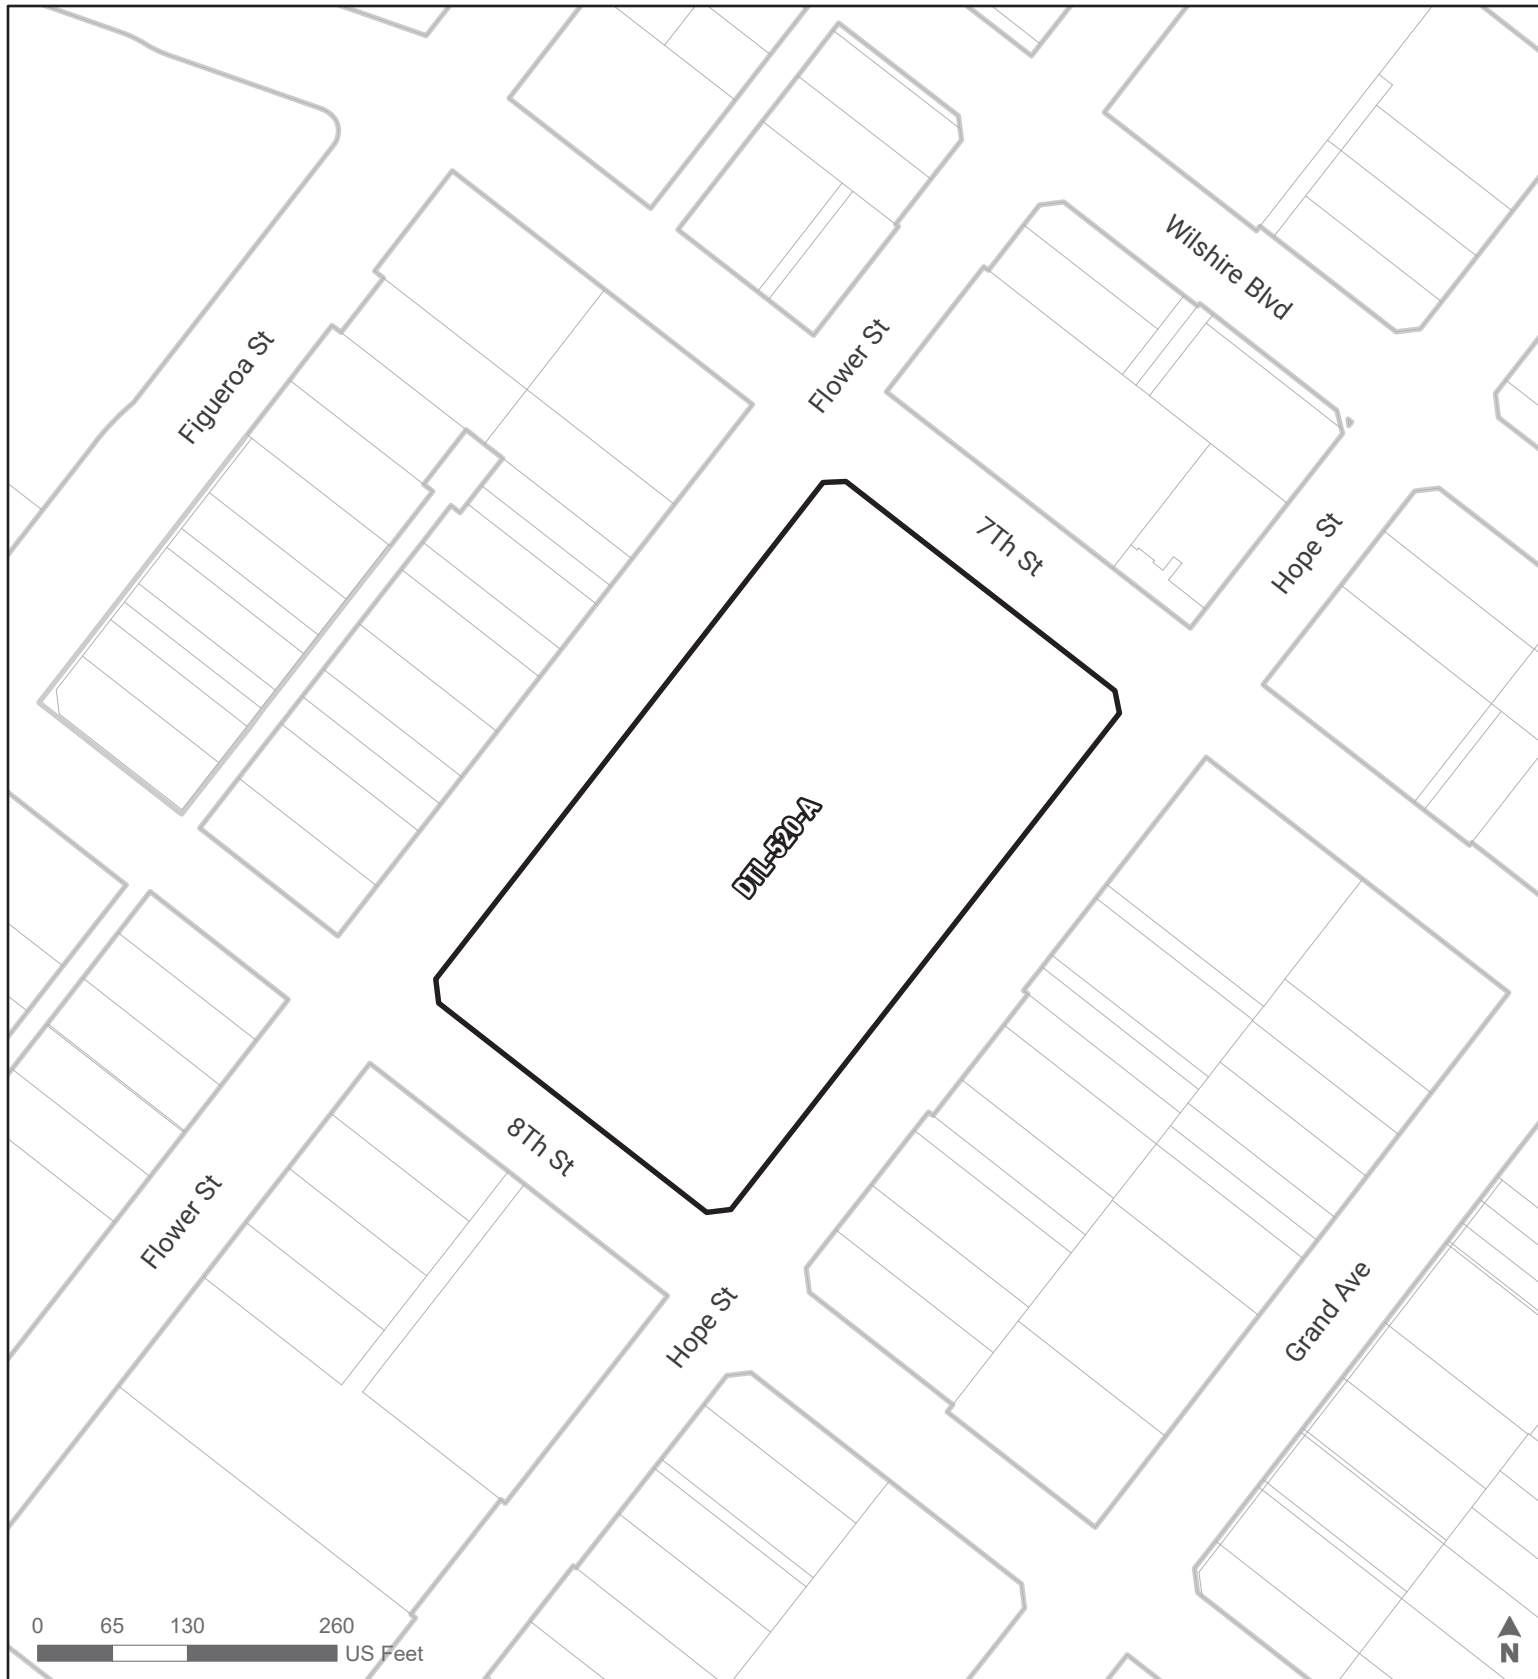 Wilshire Blvd
Figueroa St
Flower St
7Th St
Hope St
DTL-520-A
8Th St
Flower St
Hope St
Grand Ave
0 65 130 260
US Feet
N